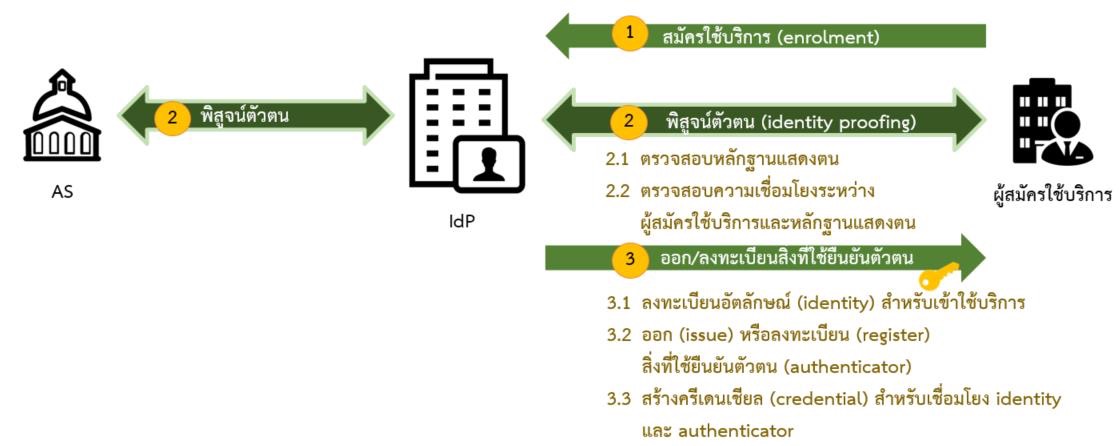 1 สมัครใช้บริการ (enrolment)
2 พิสูจน์ตัวตน
2 พิสูจน์ตัวตน (identity proofing)
2.1 ตรวจสอบหลักฐานแสดงตน
2.2 ตรวจสอบความเชื่อมโยงระหว่าง
ผู้สมัครใช้บริการและหลักฐานแสดงตน
AS
IdP
ผู้สมัครใช้บริการ
3 ออก/ลงทะเบียนสิ่งที่ใช้ยืนยันตัวตน
3.1 ลงทะเบียนอัตลักษณ์ (identity) สำหรับเข้าใช้บริการ
3.2 ออก (issue) หรือลงทะเบียน (register)
สิ่งที่ใช้ยืนยันตัวตน (authenticator)
3.3 สร้างครีเดนเชียล (credential) สำหรับเชื่อมโยง identity
และ authenticator